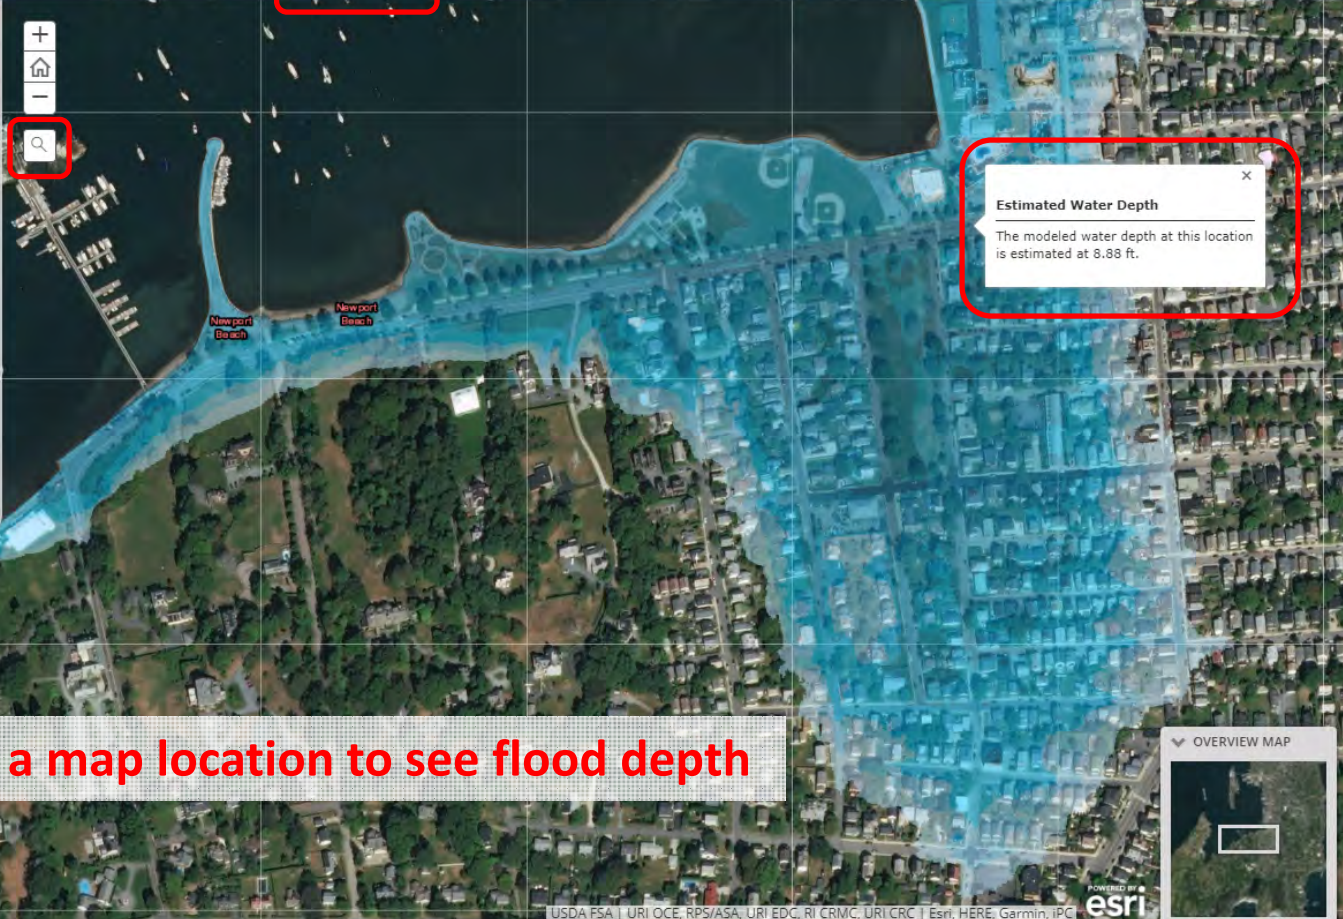 Estimated Water Depth
The modeled water depth at this location
is estimated at 8.88 ft.
Newport
Beach
Newport
Beach
a map location to see flood depth
OVERVIEW MAP
POWERED BY
esri
USDA FSA | URI OCE, RPS/ASA, URI EDC, RI CRMC, URI CRC | Esri, HERE, Garmin, iPC